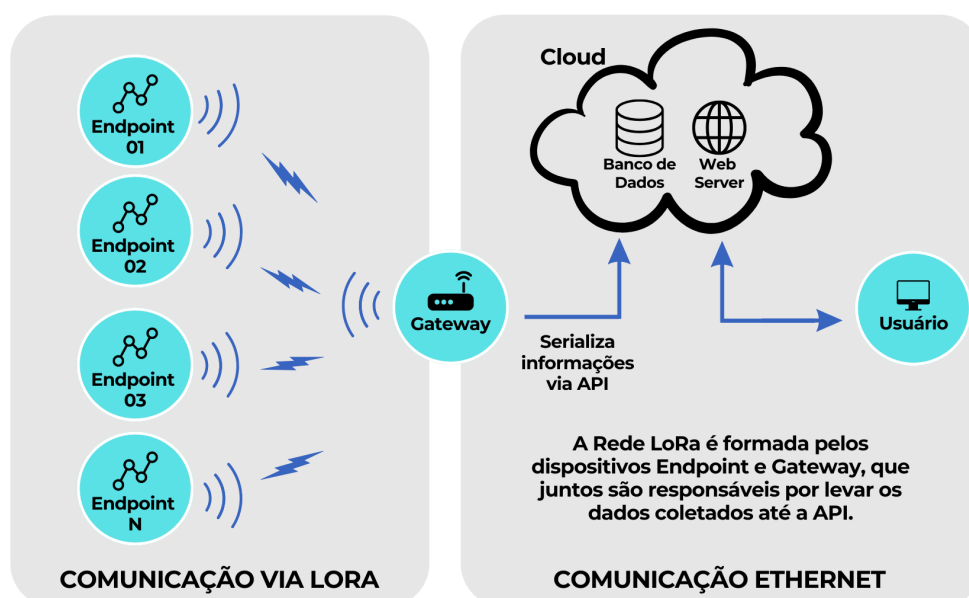 Endpoint
01
Endpoint
02
Endpoint
03
Endpoint
N
COMUNICAÇÃO VIA LORA
Gateway
Cloud
Banco de
Dados
Web
Server
Serializa
informações
via API
Usuário
A Rede LoRa é formada pelos
dispositivos Endpoint e Gateway, que
juntos são responsáveis por levar os
dados coletados até a API.
COMUNICAÇÃO ETHERNET